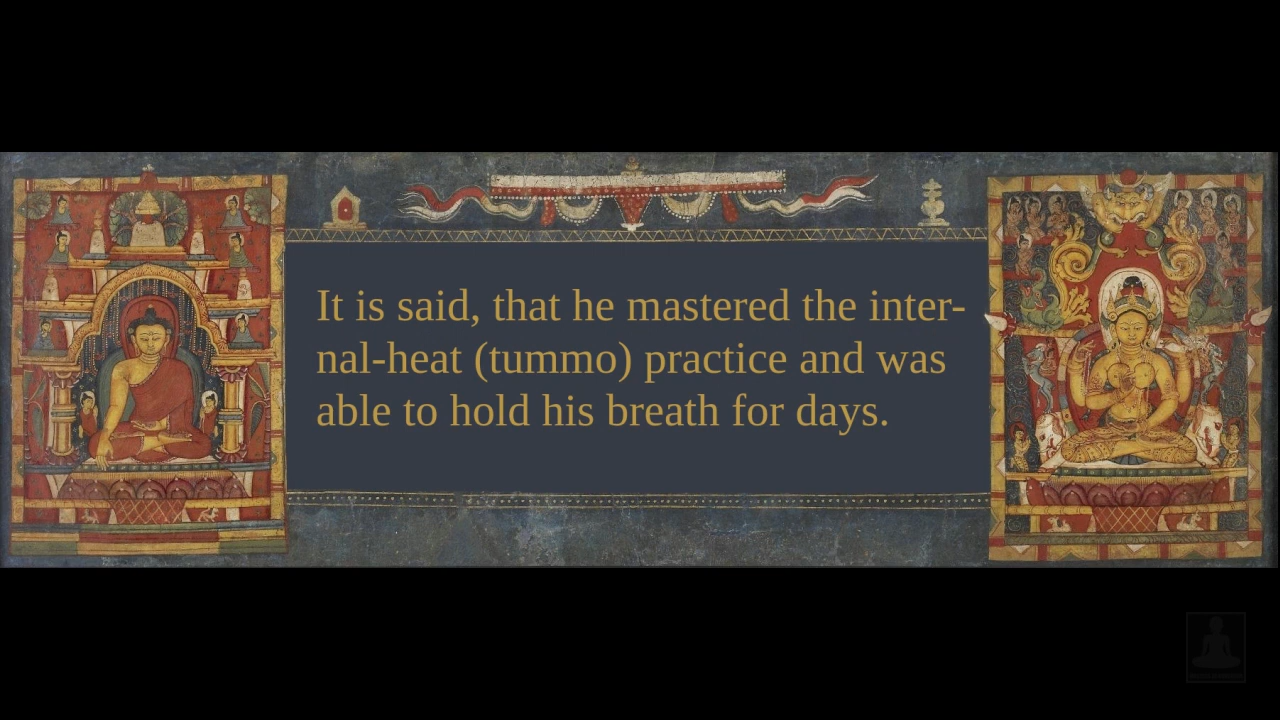 It is said, that he mastered the inter-
nal-heat (tummo) practice and was
able to hold his breath for days.